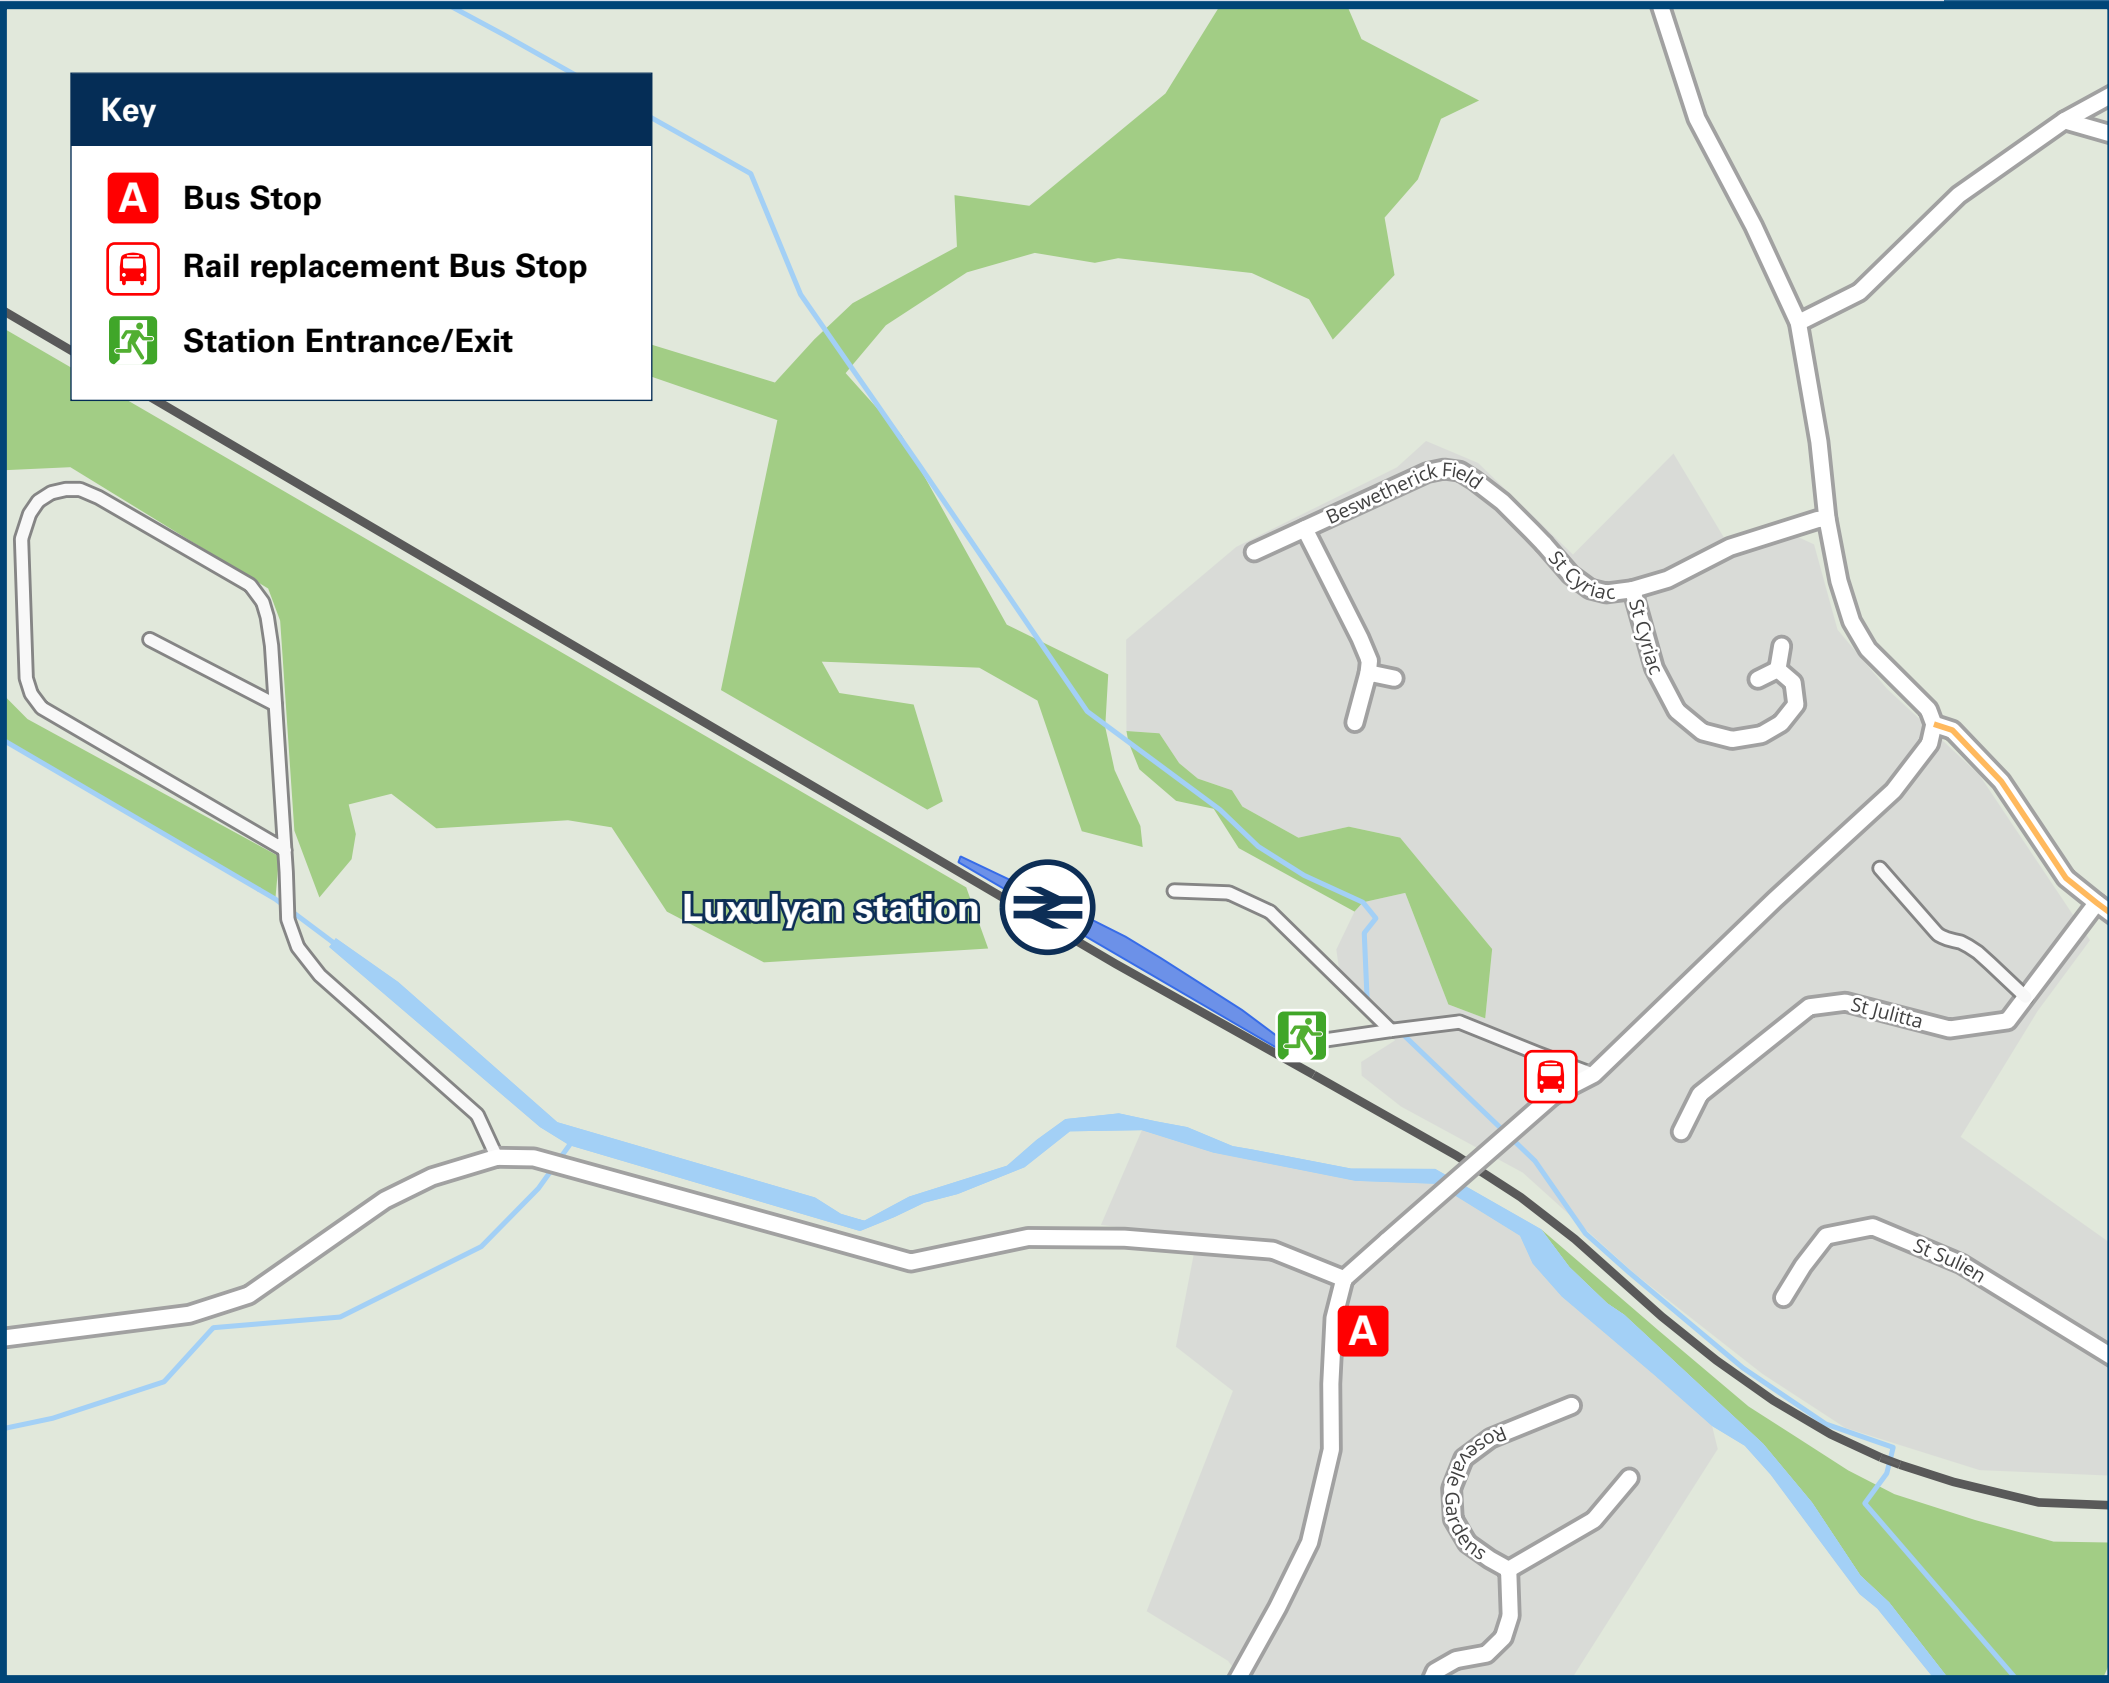 Key
A Bus Stop
Rail replacement Bus Stop
Station Entrance/Exit
Beswetherick Field
St Cyriac
St Cyriac
Luxulyan station
St Julitta
St Sulien
A
Rosevale Gardens